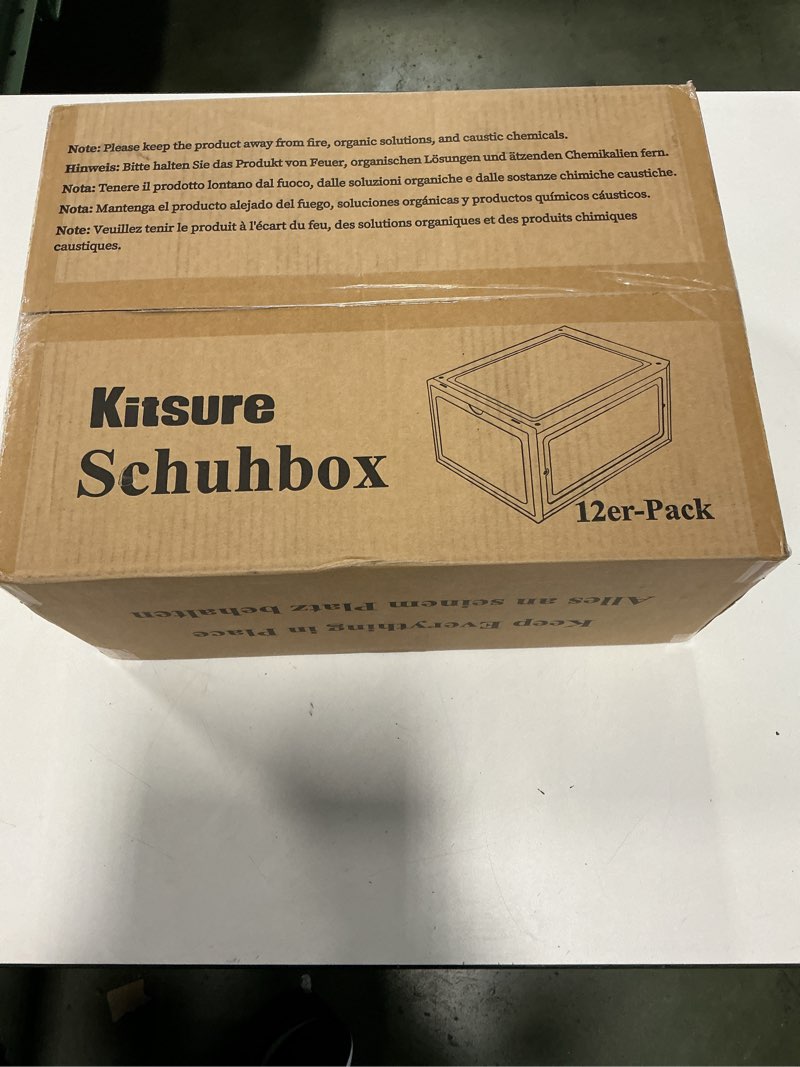 Note: Please keep the product away from fire, organic solutions, and caustic chemicals.
Hinweis: Bitte halten Sie das Produkt von Feuer, organischen Lösungen und ätzenden Chemikalien fern.
Nota: Tenere il prodotto lontano dal fuoco, dalle soluzioni organiche e dalle sostanze chimiche caustiche.
Nota: Mantenga el producto alejado del fuego, soluciones orgánicas y productos químicos cáusticos.
Note: Veuillez tenir le produit à l'écart du feu, des solutions organiques et des produits chimiques
caustiques.
Kitsure
Schuhbox
12er-Pack
Keep Everything in Place
Alles an seinem Platz behalten